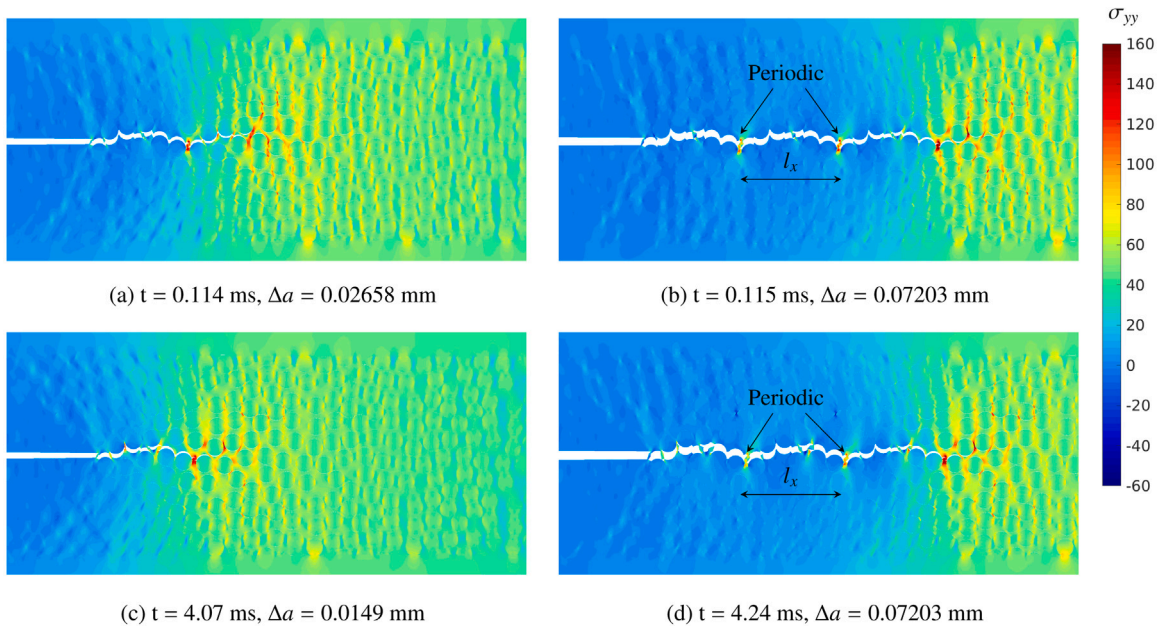 σyy
160
140
120
100
80
60
40
20
0
-20
-40
-60
Periodic
lx
(a) t = 0.114 ms, Δa = 0.02658 mm
(b) t = 0.115 ms, Δa = 0.07203 mm
Periodic
lx
(c) t = 4.07 ms, Δa = 0.0149 mm
(d) t = 4.24 ms, Δa = 0.07203 mm